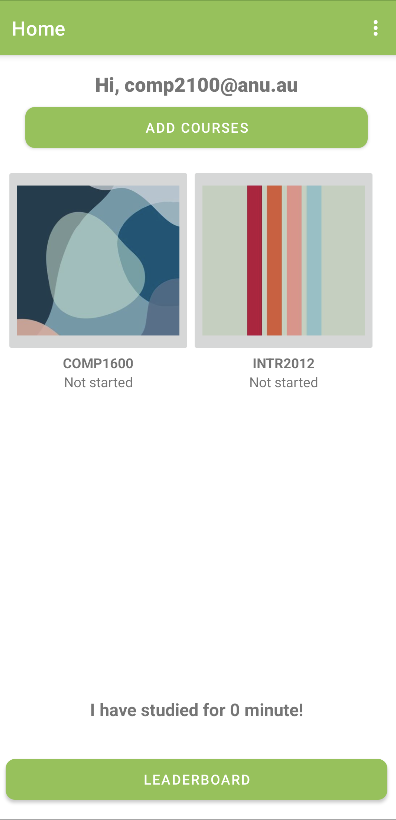 Home
Hi, comp2100@anu.au
ADD COURSES
COMP1600
INTR2012
Not started
Not started
I have studied for 0 minute!
LEADERBOARD